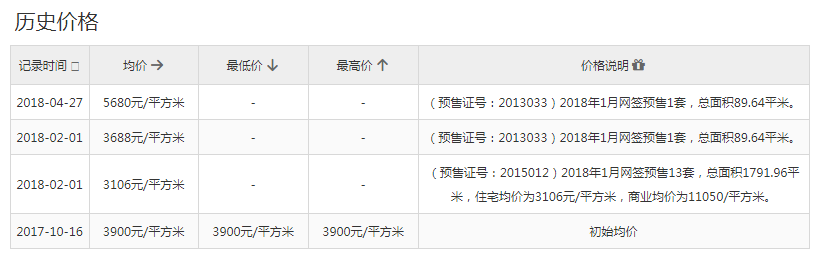 历史价格
记录时间 均价 最低价 最高价 价格说明
2018-04-27 5680元/平方米 - - （预售证号：2013033）2018年1月网签预售1套，总面积89.64平米。
2018-02-01 3688元/平方米 - - （预售证号：2013033）2018年1月网签预售1套，总面积89.64平米。
2018-02-01 3106元/平方米 - - （预售证号：2015012）2018年1月网签预售13套，总面积1791.96平
米，住宅均价为3106元/平方米，商业均价为11050/平方米。
2017-10-16 3900元/平方米 3900元/平方米 3900元/平方米 初始均价